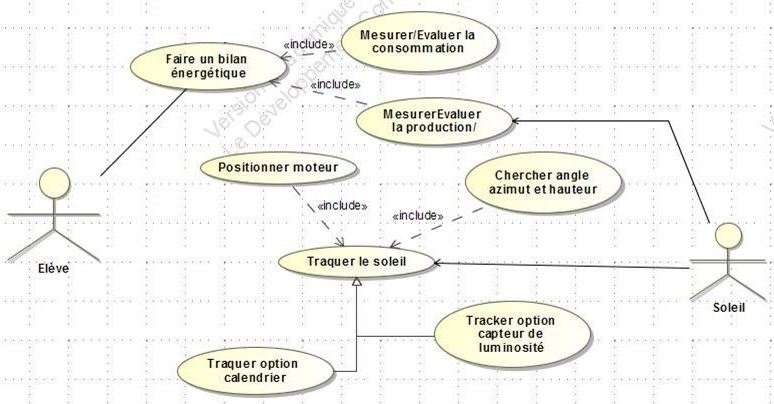 Mesurer/Evaluer la
consommation
«include»
Faire un bilan
énergétique
«include»
MesurerEvaluer
la production/
Positionner moteur
Chercher angle
azimut et hauteur
«include»
«include»
Elève
Traquer le soleil
Soleil
Tracker option
capteur de
luminosité
Traquer option
calendrier